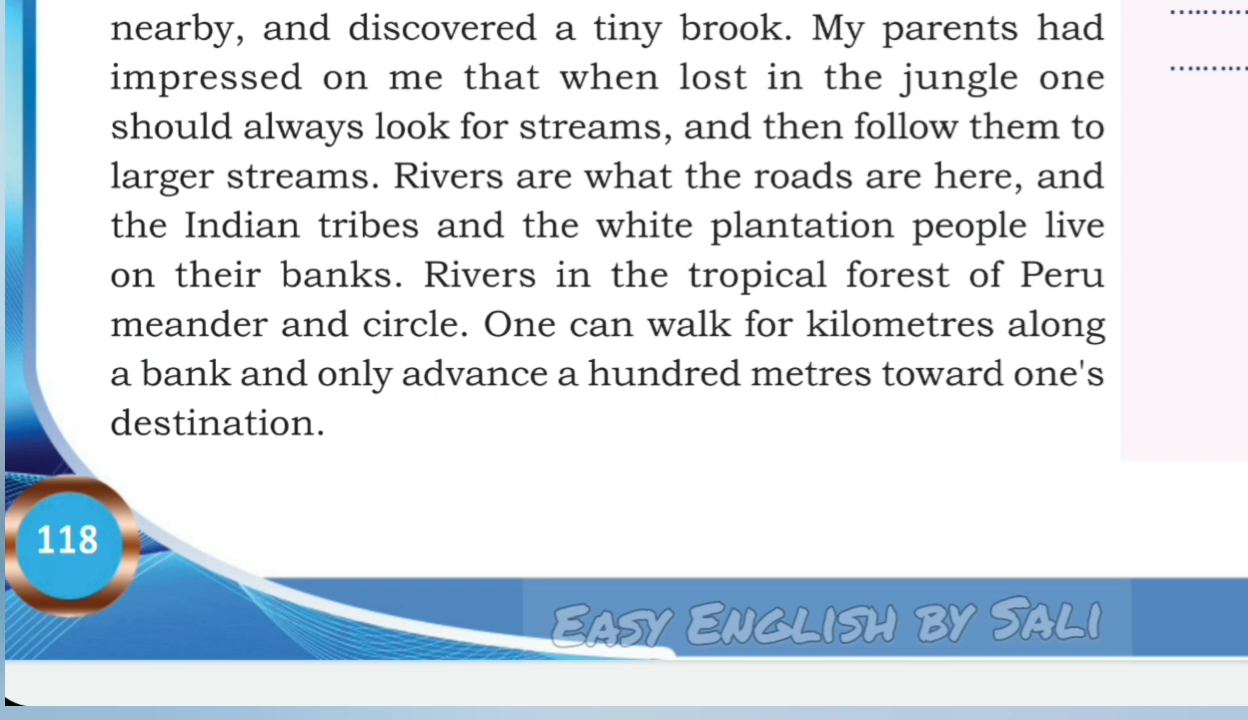 nearby, and discovered a tiny brook. My parents had
impressed on me that when lost in the jungle one
should always look for streams, and then follow them to
larger streams. Rivers are what the roads are here, and
the Indian tribes and the white plantation people live
on their banks. Rivers in the tropical forest of Peru
meander and circle. One can walk for kilometres along
a bank and only advance a hundred metres toward one's
destination.
118
EASY ENGLISH BY SALI